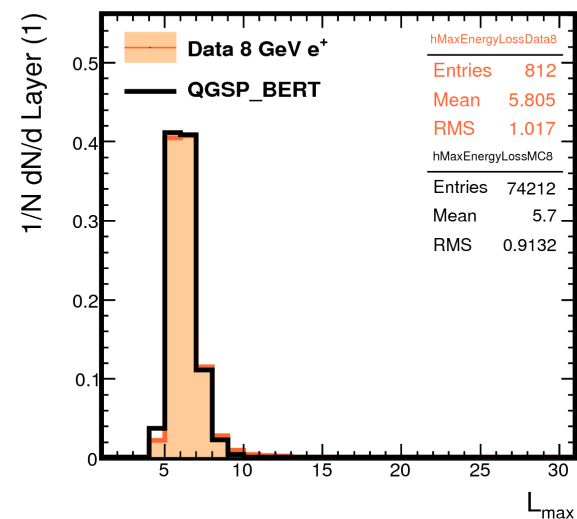 1/N dN/d Layer (1)
Data 8 GeV e⁺
QGSP_BERT
hMaxEnergyLossData8
Entries 812
Mean 5.805
RMS 1.017
hMaxEnergyLossMC8
Entries 74212
Mean 5.7
RMS 0.9132
0.5
0.4
0.3
0.2
0.1
0
5 10 15 20 25 30
Lmax